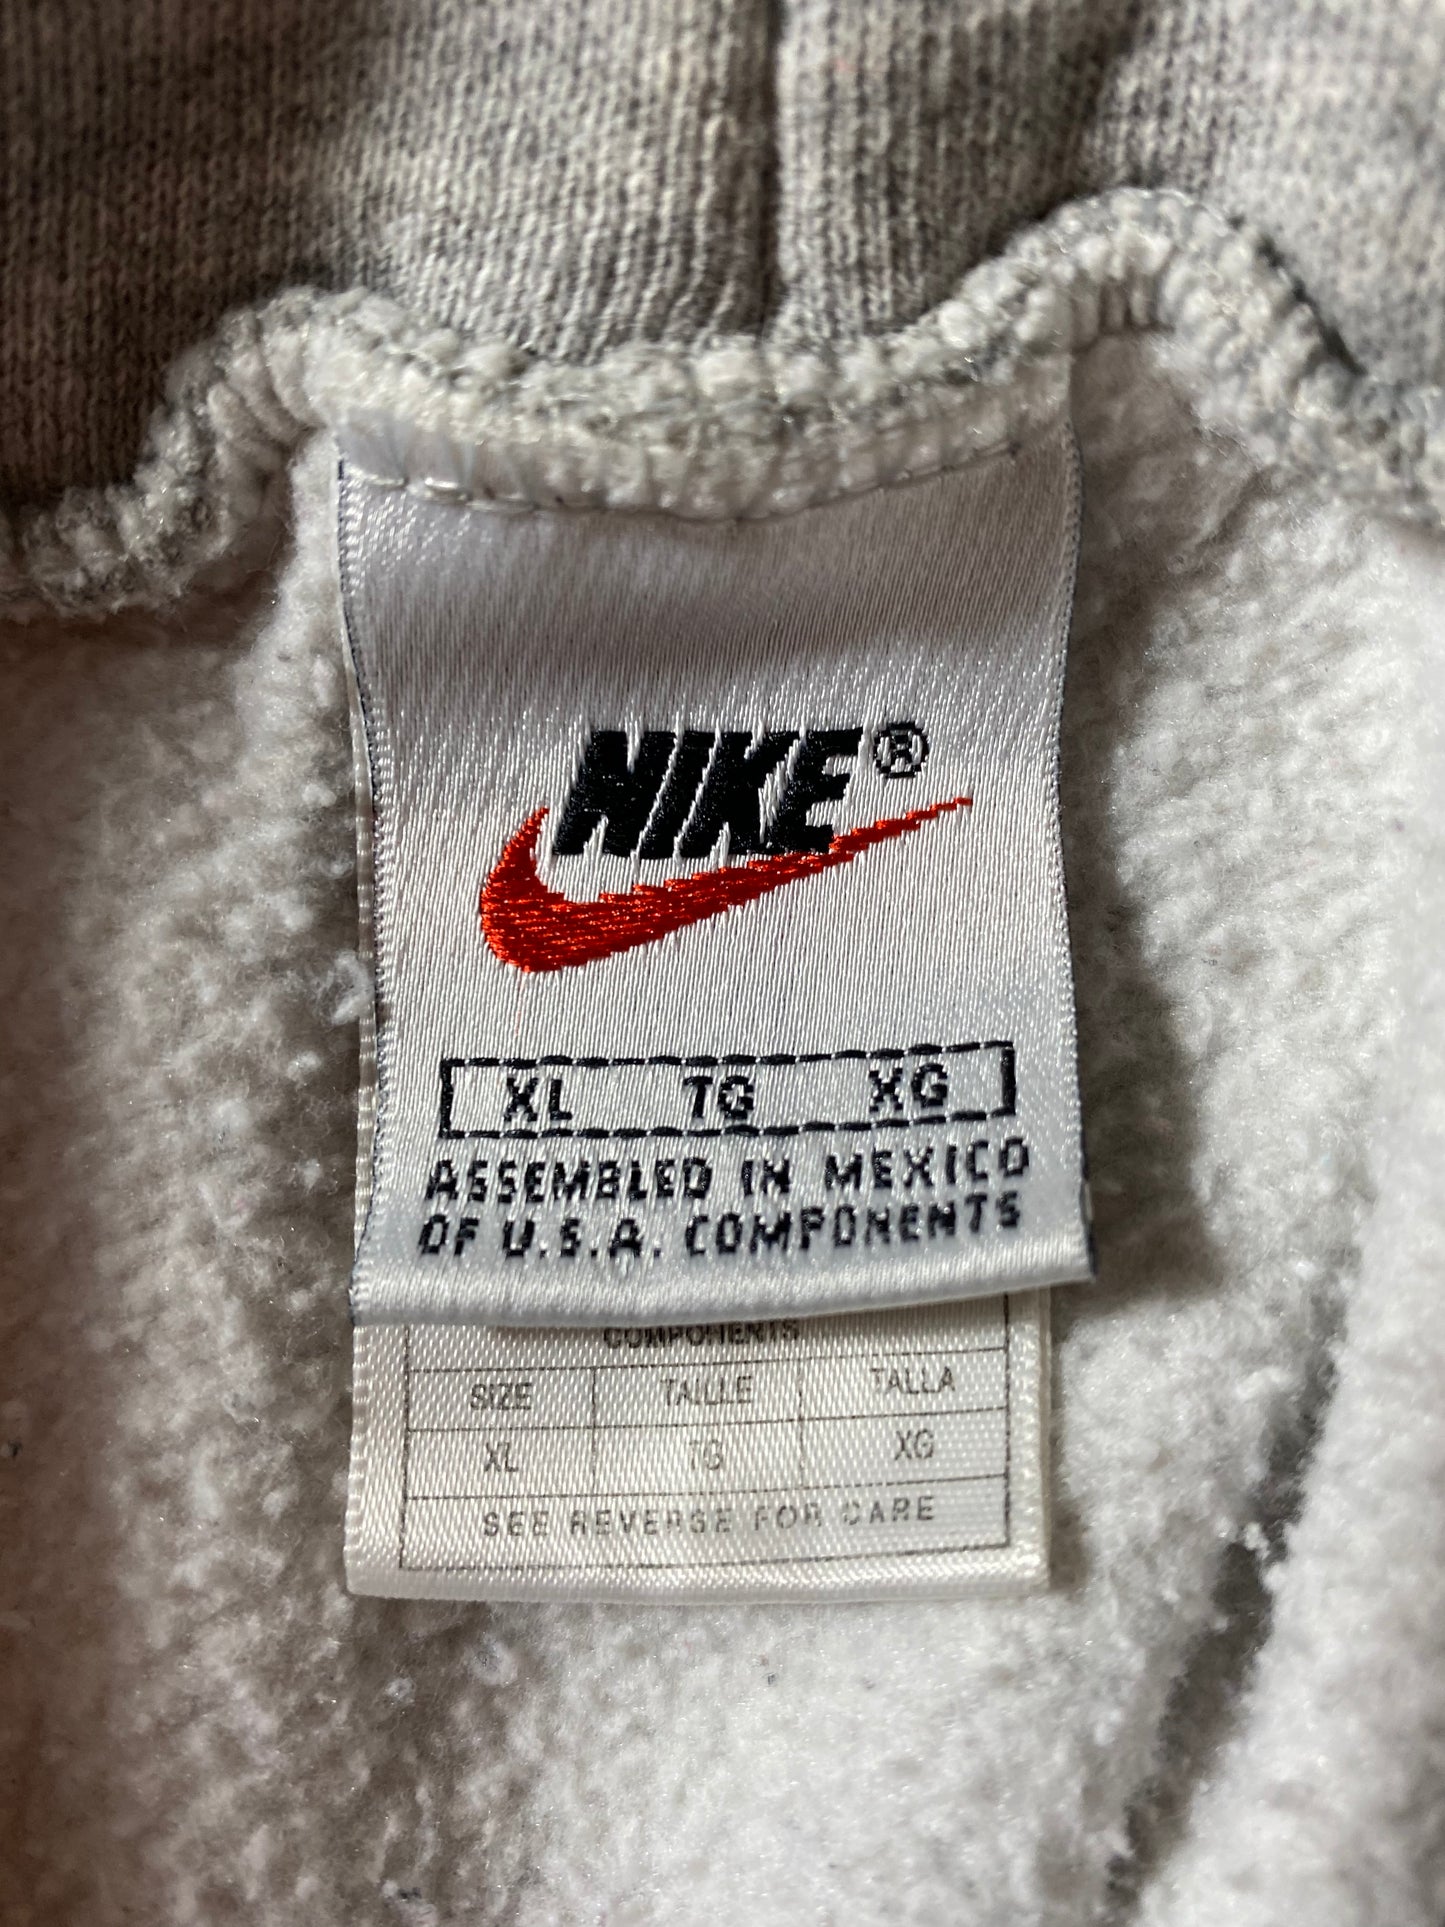 NIKE®
XL TG XG
ASSEMBLED IN MEXICO
OF U.S.A. COMPONENTS
COMPONENTS
SIZE TAILLE TALLA
XL TG XG
SEE REVERSE FOR CARE